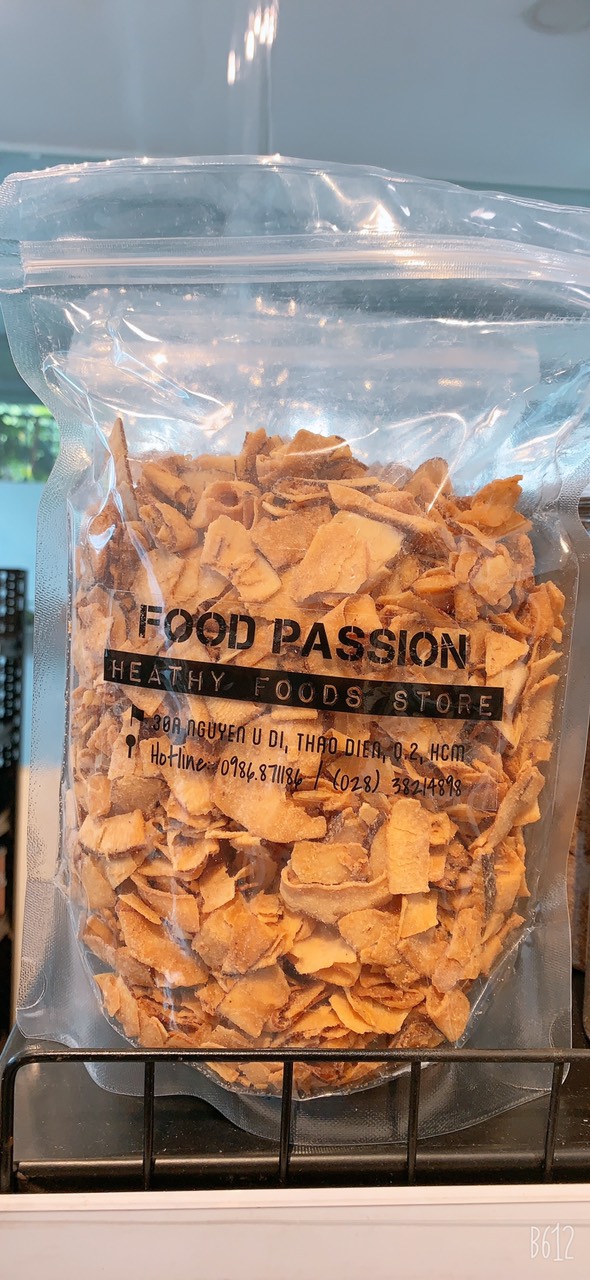 FOOD PASSION
HEATHY FOODS STORE
30A NGUYEN U DI, THAO DIEN, Q.2, HCM
Hotline: 0986.871186 / (028) 38214898
B612